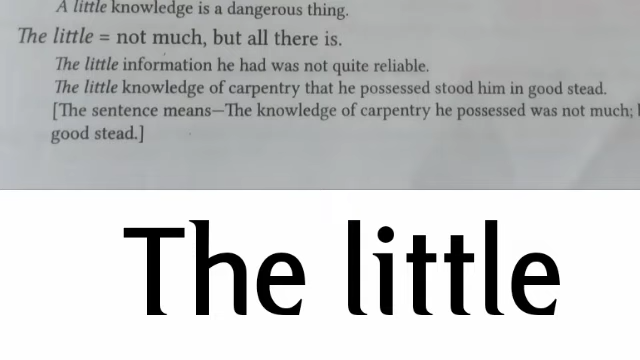 A little knowledge is a dangerous thing.
The little = not much, but all there is.
The little information he had was not quite reliable.
The little knowledge of carpentry that he possessed stood him in good stead.
[The sentence means—The knowledge of carpentry he possessed was not much;
good stead.]
The little